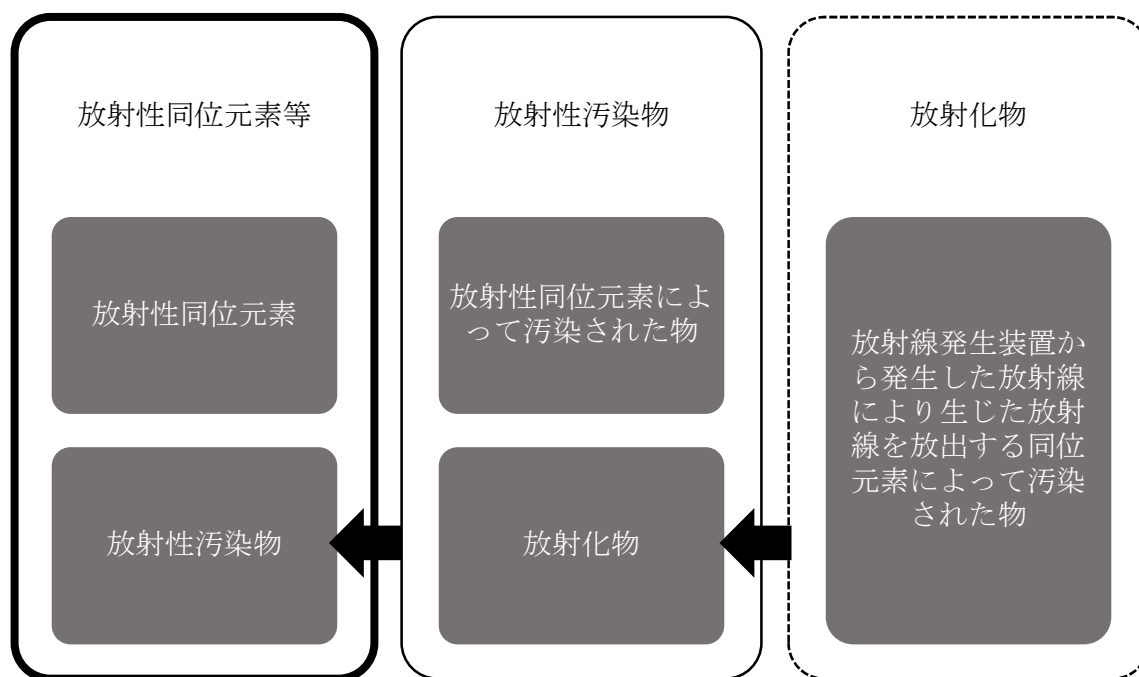 放射性同位元素等
放射性同位元素
放射性汚染物
放射性汚染物
放射性同位元素によ
って汚染された物
放射化物
放射化物
放射線発生装置か
ら発生した放射線
により生じた放射
線を放出する同位
元素によって汚染
された物